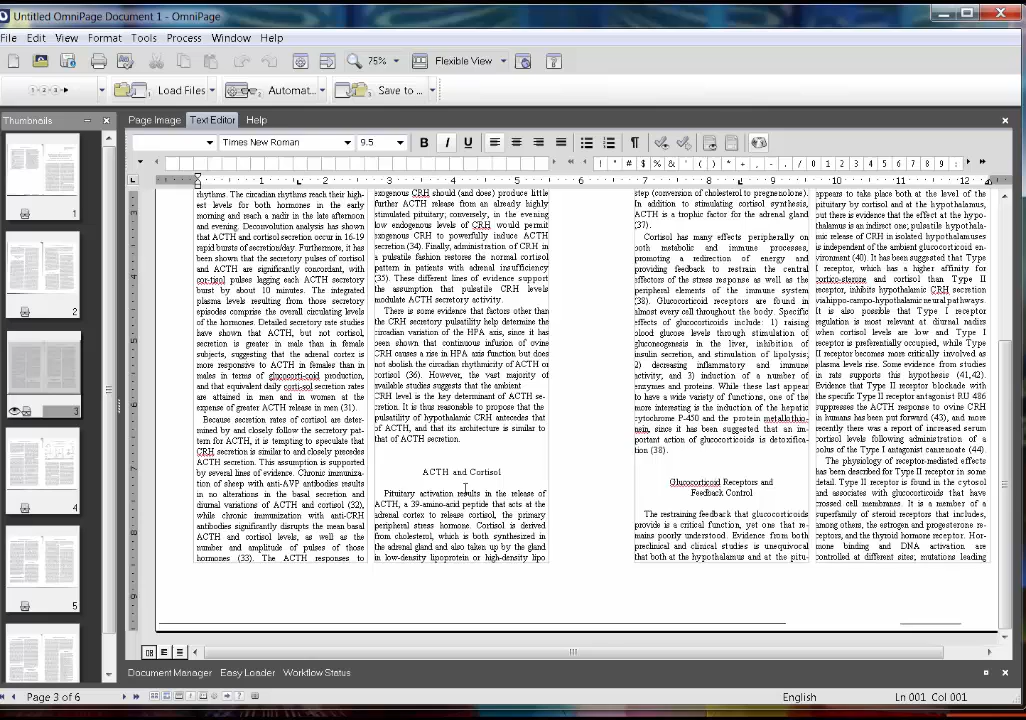 Untitled OmniPage Document 1 - OmniPage
File Edit View Format Tools Process Window Help
75% Flexible View
1-2-3 Load Files Automat... Save to ...
Thumbnails
Page Image Text Editor Help
Times New Roman 9.5 B I U ¶
! " # $ % & ' ( ) * + , - . / 0 1 2 3 4 5 6 7 8 9 :
1 2 3 4 5 6 7 8 9 10 11 12
1
2
3
4
5
rhythms. The circadian rhythms reach their high-
est levels for both hormones in the early
morning and reach a nadir in the late afternoon
and evening. Deconvolution analysis has shown
that ACTH and cortisol secretion occur in 16-19
rapid bursts of secretion/day. Furthermore, it has
been shown that the secretory pulses of cortisol
and ACTH are significantly concordant, with
cor-tisol pulses lagging each ACTH secretory
burst by about 10 minutes. The integrated
plasma levels resulting from those secretory
episodes comprise the overall circulating levels
of the hormones. Detailed secretory rate studies
have shown that ACTH, but not cortisol,
secretion is greater in male than in female
subjects, suggesting that the adrenal cortex is
more responsive to ACTH in females than in
males in terms of glucocorti-coid production,
and that equivalent daily corti-sol secretion rates
are attained in men and in women at the
expense of greater ACTH release in men (31).
Because secretion rates of cortisol are deter-
mined by and closely follow the secretory pat-
tern for ACTH, it is tempting to speculate that
CRH secretion is similar to and closely precedes
ACTH secretion. This assumption is supported
by several lines of evidence. Chronic immuniza-
tion of sheep with anti-AVP antibodies results
in no alterations in the basal secretion and
diurnal variations of ACTH and cortisol (32),
while chronic immunization with anti-CRH
antibodies significantly disrupts the mean basal
ACTH and cortisol levels, as well as the
number and amplitude of pulses of those
hormones (33). The ACTH responses to
exogenous CRH should (and does) produce little
further ACTH release from an already highly
stimulated pituitary; conversely, in the evening
low endogenous levels of CRH would permit
exogenous CRH to powerfully induce ACTH
secretion (34). Finally, administration of CRH in
a pulsatile fashion restores the normal cortisol
pattern in patients with adrenal insufficiency
(35). These different lines of evidence support
the assumption that pulsatile CRH levels
modulate ACTH secretory activity.
There is some evidence that factors other than
the CRH secretory pulsatility help determine the
circadian variation of the HPA axis, since it has
been shown that continuous infusion of ovine
CRH causes a rise in HPA axis function but does
not abolish the circadian rhythmicity of ACTH or
cortisol (36). However, the vast majority of
available studies suggests that the ambient
CRH level is the key determinant of ACTH se-
cretion. It is thus reasonable to propose that the
pulsatility of hypothalamic CRH antecedes that
of ACTH, and that its architecture is similar to
that of ACTH secretion.
ACTH and Cortisol
Pituitary activation results in the release of
ACTH, a 39-amino-acid peptide that acts at the
adrenal cortex to release cortisol, the primary
peripheral stress hormone. Cortisol is derived
from cholesterol, which is both synthesized in
the adrenal gland and also taken up by the gland
in low-density lipoprotein or high-density lipo
step (conversion of cholesterol to pregnenolone).
In addition to stimulating cortisol synthesis,
ACTH is a trophic factor for the adrenal gland
(37).
Cortisol has many effects peripherally on
both metabolic and immune processes,
promoting a redirection of energy and
providing feedback to restrain the central
effectors of the stress response as well as the
peripheral elements of the immune system
(38). Glucocorticoid receptors are found in
almost every cell throughout the body. Specific
effects of glucocorticoids include: 1) raising
blood glucose levels through stimulation of
gluconeogenesis in the liver, inhibition of
insulin secretion, and stimulation of lipolysis;
2) decreasing inflammatory and immune
activity, and 3) induction of a number of
enzymes and proteins. While these last appear
to have a wide variety of functions, one of the
more interesting is the induction of the hepatic
cytochrome P-450 and the protein metallothio-
nein, since it has been suggested that an im-
portant action of glucocorticoids is detoxifica-
tion (38).
Glucocorticoid Receptors and
Feedback Control
The restraining feedback that glucocorticoids
provide is a critical function, yet one that re-
mains poorly understood. Evidence from both
preclinical and clinical studies is unequivocal
that both at the hypothalamus and at the pitu-
appears to take place both at the level of the
pituitary by cortisol and at the hypothalamus,
but there is evidence that the effect at the hypo-
thalamus is an indirect one; pulsatile hypothala-
mic CRH release in isolated hypothalamuses
is independent of the ambient glucocorticoid en-
vironment (40). It has been suggested that Type
I receptor, which has a higher affinity for
cortico-sterone and cortisol than Type II
receptor, inhibits hypothalamic CRH secretion
via hippo-campo-hypothalamic neural pathways.
It is also possible that Type I receptor
regulation is most relevant at diurnal nadirs
when cortisol levels are low and Type I
receptor is preferentially occupied, while Type
II receptor becomes more critically involved as
plasma levels rise. Some evidence from studies
in rats supports this hypothesis (41,42).
Evidence that Type II receptor blockade with
the specific Type II receptor antagonist RU 486
suppresses the ACTH response to ovine CRH
in humans has been put forward (43), and more
recently there was a report of increased serum
cortisol levels following administration of a
bolus of the Type I antagonist canrenoate (44).
The physiology of receptor-mediated effects
has been described for Type II receptor in some
detail. Type II receptor is found in the cytosol
and associates with glucocorticoids that have
crossed cell membranes. It is a member of a
superfamily of steroid receptors that includes,
among others, the estrogen and progesterone re-
ceptors, and the thyroid hormone receptor. Hor-
mone binding and DNA activation are
controlled at different sites; mutations leading
Document Manager Easy Loader Workflow Status
Page 3 of 6 English Ln 001 Col 001